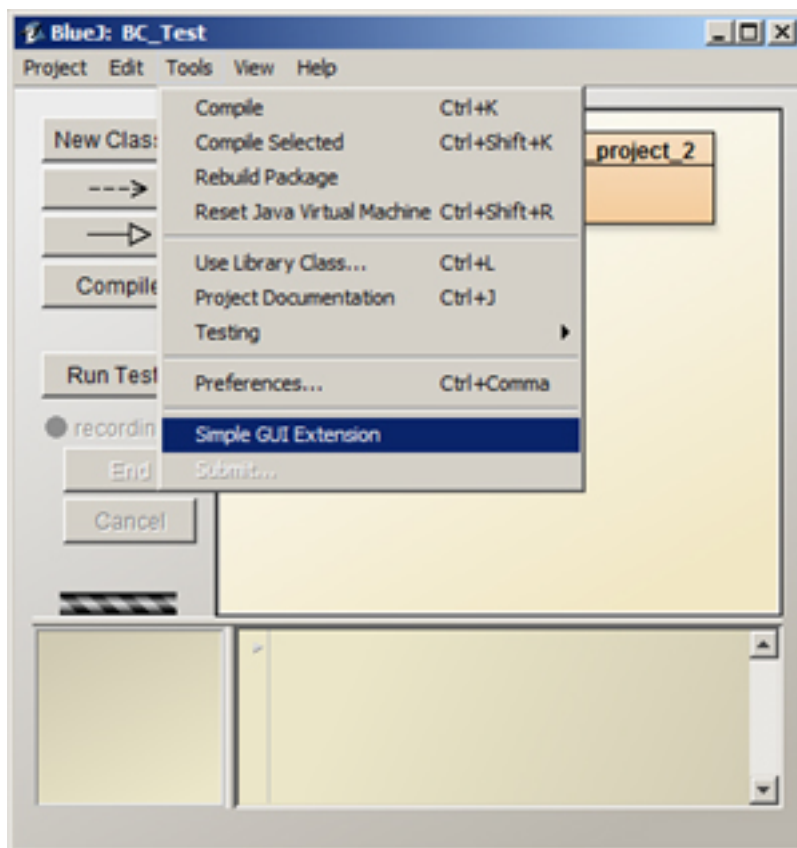 BlueJ: BC_Test
Project Edit Tools View Help
New Clas
Compile
Run Test
recordin
End
Cancel
Compile Ctrl+K
Compile Selected Ctrl+Shift+K
Rebuild Package
Reset Java Virtual Machine Ctrl+Shift+R
Use Library Class... Ctrl+L
Project Documentation Ctrl+J
Testing
Preferences... Ctrl+Comma
Simple GUI Extension
Submit...
project_2